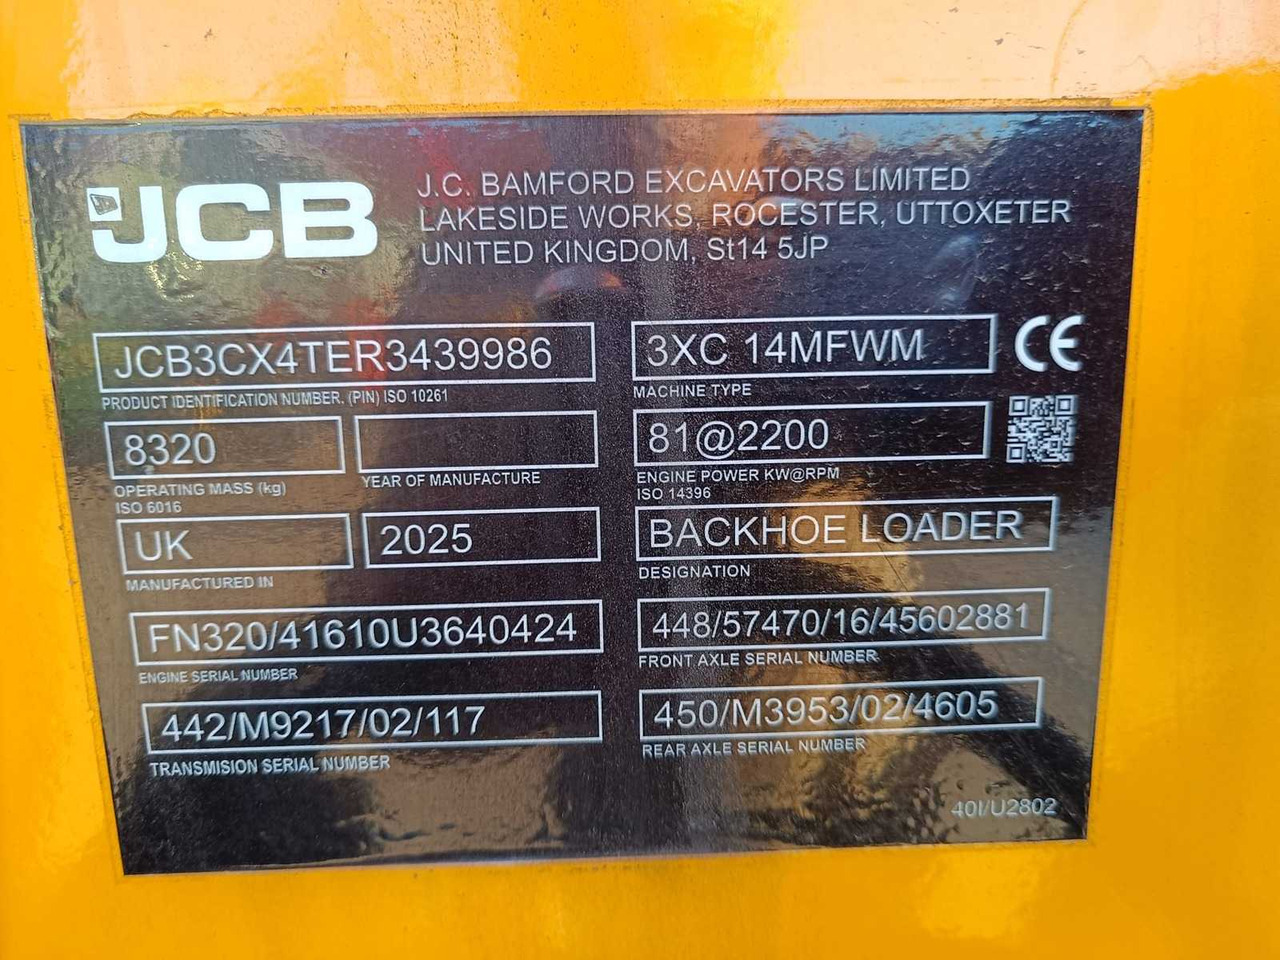 JCB
J.C. BAMFORD EXCAVATORS LIMITED
LAKESIDE WORKS, ROCESTER, UTTOXETER
UNITED KINGDOM, St14 5JP
JCB3CX4TER3439986
PRODUCT IDENTIFICATION NUMBER. (PIN) ISO 10261
3XC 14MFWM
MACHINE TYPE
CE
8320
OPERATING MASS (kg)
ISO 6016
YEAR OF MANUFACTURE
81@2200
ENGINE POWER KW@RPM
ISO 14396
UK
MANUFACTURED IN
2025
BACKHOE LOADER
DESIGNATION
FN320/41610U3640424
ENGINE SERIAL NUMBER
448/57470/16/45602881
FRONT AXLE SERIAL NUMBER
442/M9217/02/117
TRANSMISION SERIAL NUMBER
450/M3953/02/4605
REAR AXLE SERIAL NUMBER
40I/U2802